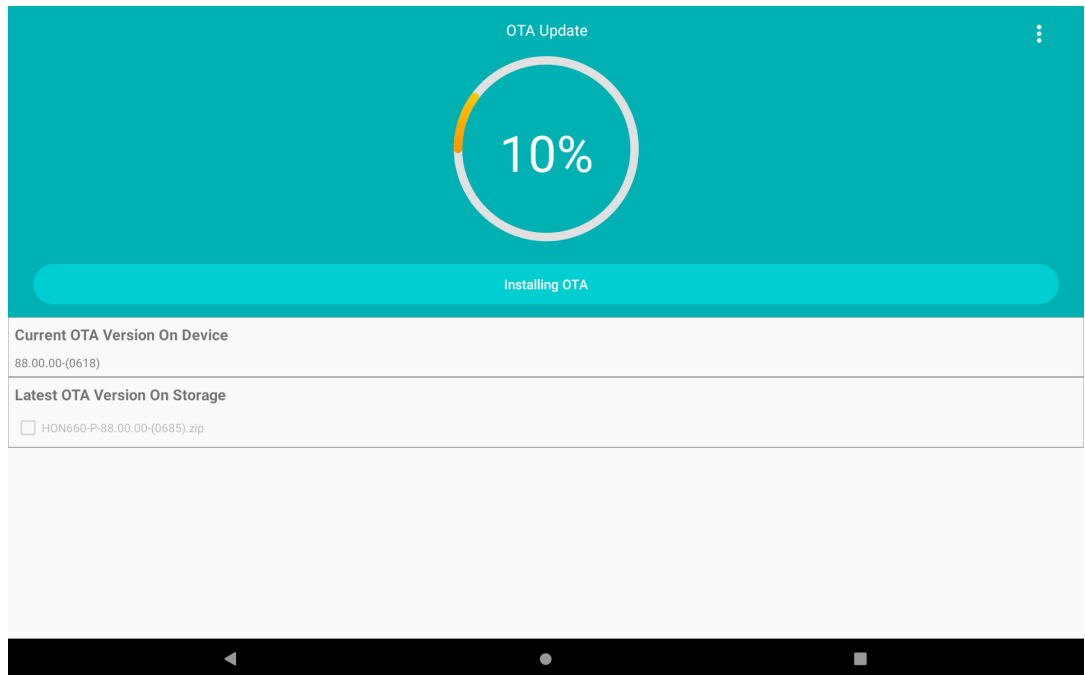 OTA Update
10%
Installing OTA
Current OTA Version On Device
88.00.00-(0618)
Latest OTA Version On Storage
HON660-P-88.00.00-(0685).zip